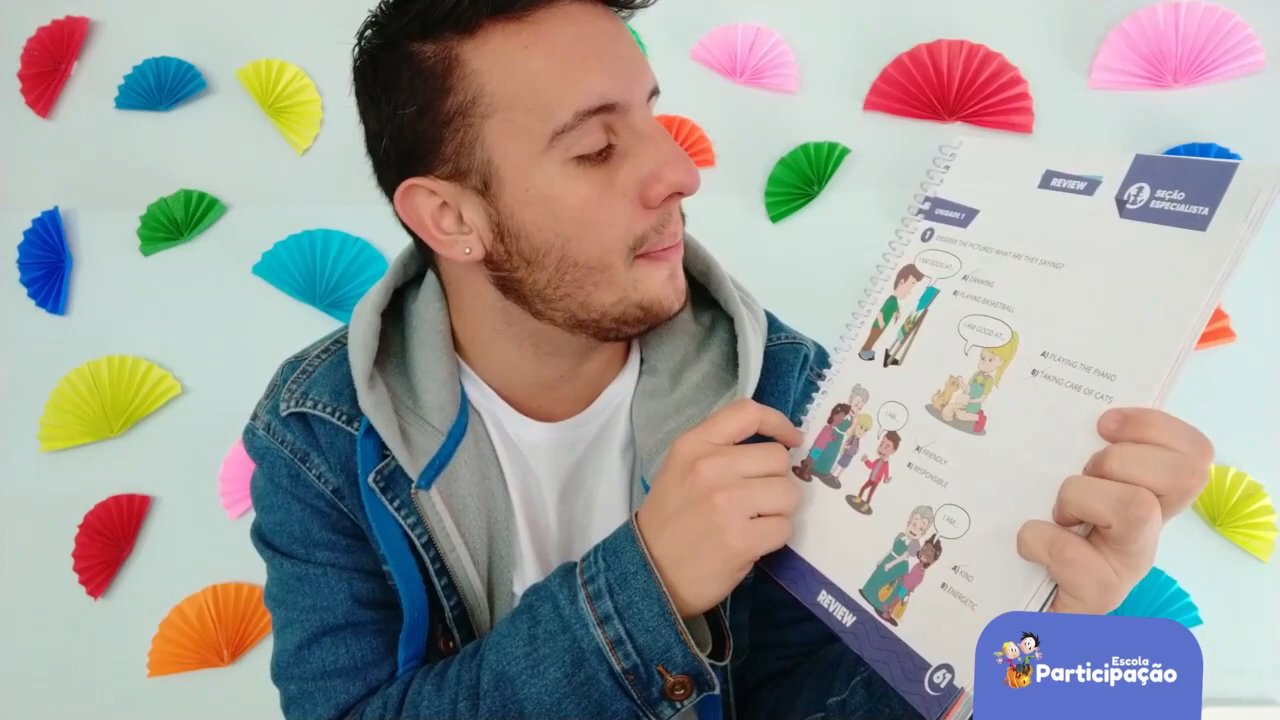 REVIEW
SEÇÃO
ESPECIALISTA
UNIDADE 1
1 OBSERVE THE PICTURES WHAT ARE THEY SAYING?
I AM GOOD AT...
A) DRAWING
B) PLAYING BASKETBALL
I AM GOOD AT...
A) PLAYING THE PIANO
B) TAKING CARE OF CATS
I AM...
A) FRIENDLY
B) RESPONSIBLE
I AM...
A) KIND
B) ENERGETIC
REVIEW
61
Escola
Participação